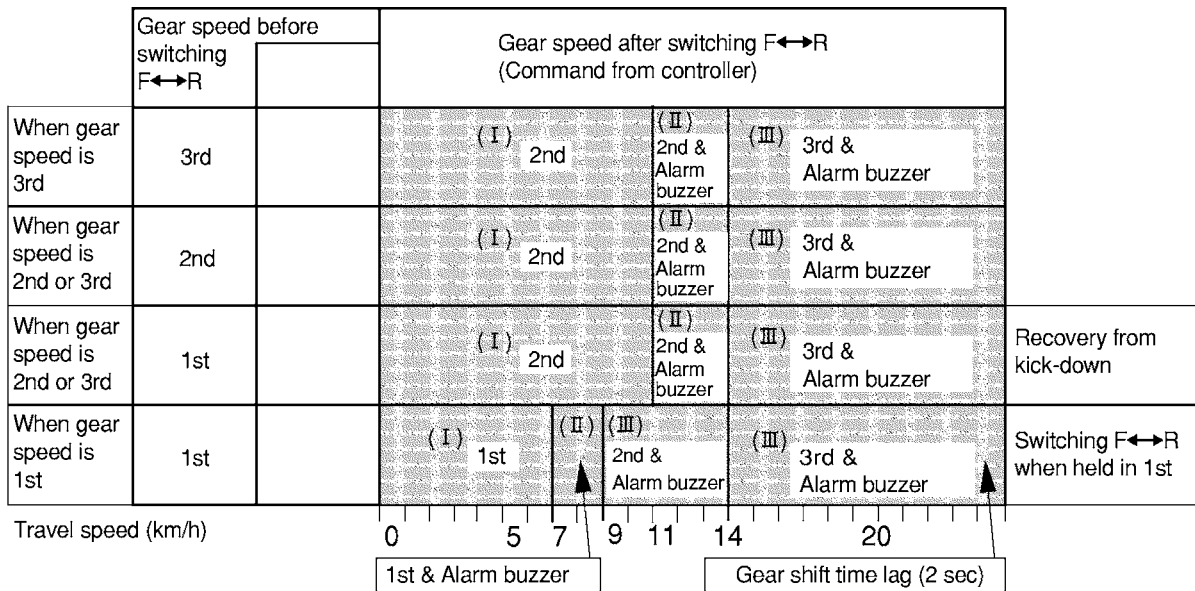 Gear speed before
switching
F↔R
Gear speed after switching F↔R
(Command from controller)
When gear
speed is
3rd
3rd
(Ⅰ)
2nd
(Ⅱ)
2nd &
Alarm
buzzer
(Ⅲ)
3rd &
Alarm buzzer
When gear
speed is
2nd or 3rd
2nd
(Ⅰ)
2nd
(Ⅱ)
2nd &
Alarm
buzzer
(Ⅲ)
3rd &
Alarm buzzer
When gear
speed is
2nd or 3rd
1st
(Ⅰ)
2nd
(Ⅱ)
2nd &
Alarm
buzzer
(Ⅲ)
3rd &
Alarm buzzer
Recovery from
kick-down
When gear
speed is
1st
1st
(Ⅰ)
1st
(Ⅱ)
(Ⅲ)
2nd &
Alarm buzzer
(Ⅲ)
3rd &
Alarm buzzer
Switching F↔R
when held in 1st
Travel speed (km/h)
0 5 7 9 11 14 20
1st & Alarm buzzer
Gear shift time lag (2 sec)